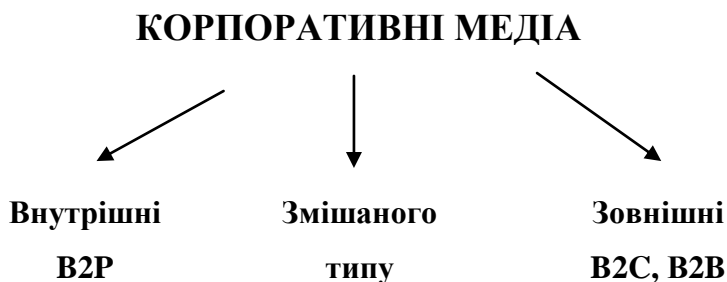 КОРПОРАТИВНІ МЕДІА
Внутрішні Змішаного Зовнішні
B2P типу B2C, B2B